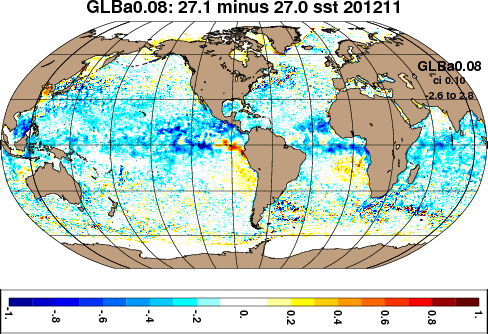 GLBa0.08: 27.1 minus 27.0 sst 201211
GLBa0.08
ci 0.10
-2.6 to 2.8
-1. -.8 -.6 -.4 -.2 0. 0.2 0.4 0.6 0.8 1.